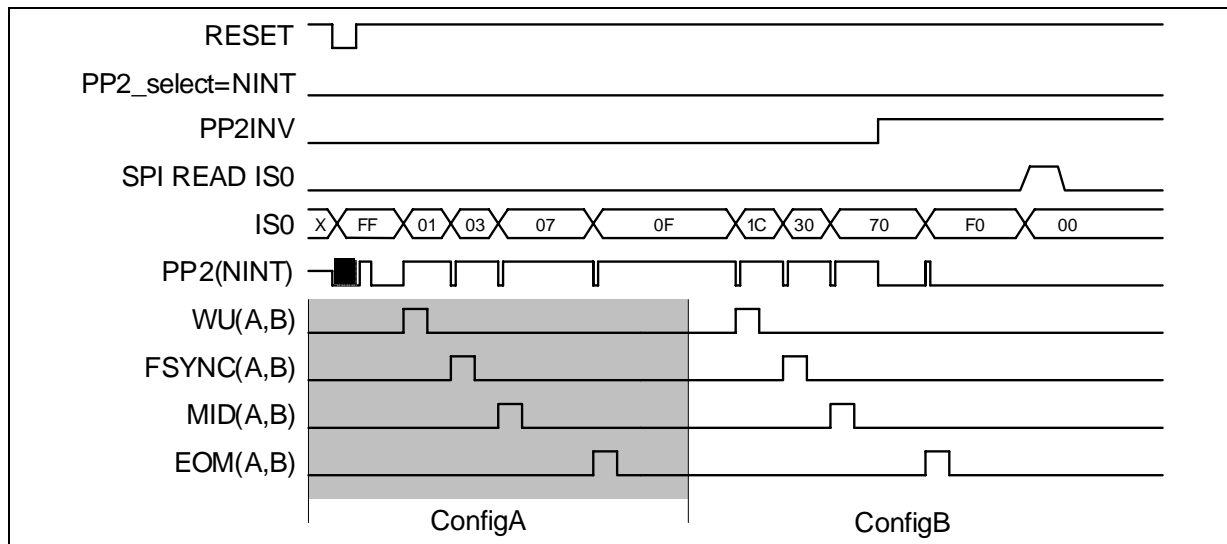 RESET
PP2_select=NINT
PP2INV
SPI READ IS0
IS0 X FF 01 03 07 0F 1C 30 70 F0 00
PP2(NINT)
WU(A,B)
FSYNC(A,B)
MID(A,B)
EOM(A,B)
ConfigA ConfigB